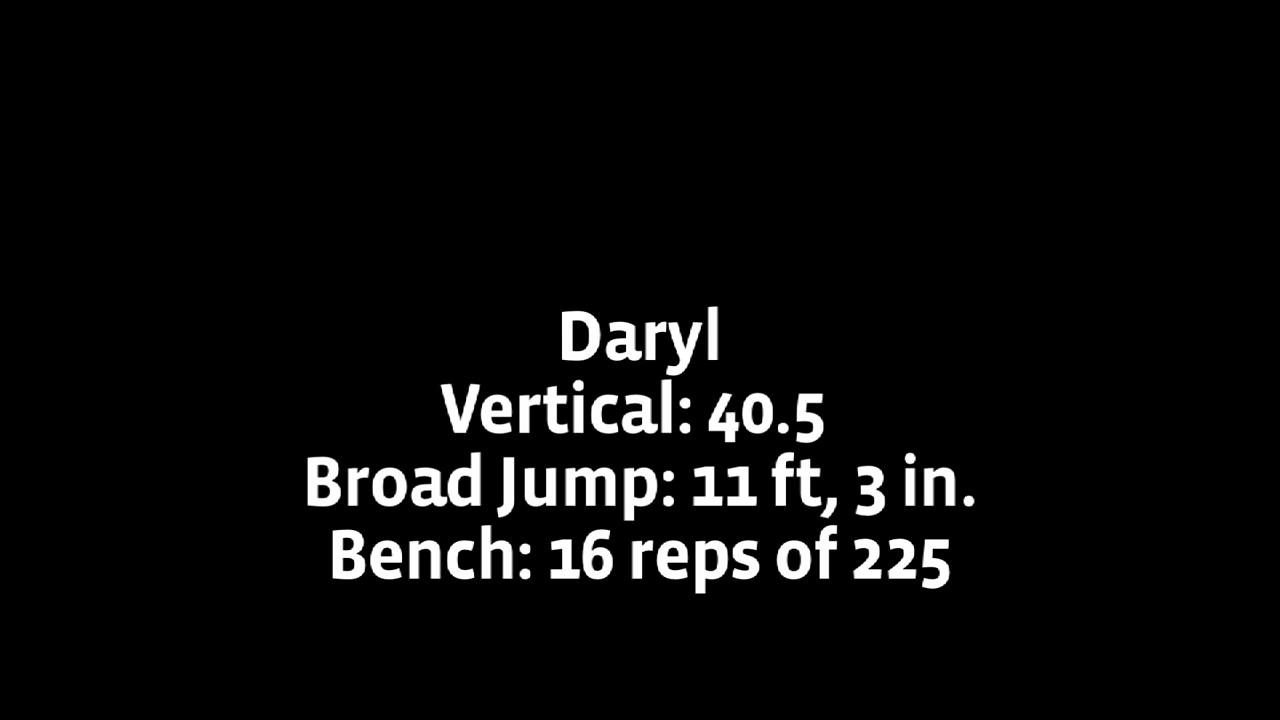 Daryl
Vertical: 40.5
Broad Jump: 11 ft, 3 in.
Bench: 16 reps of 225